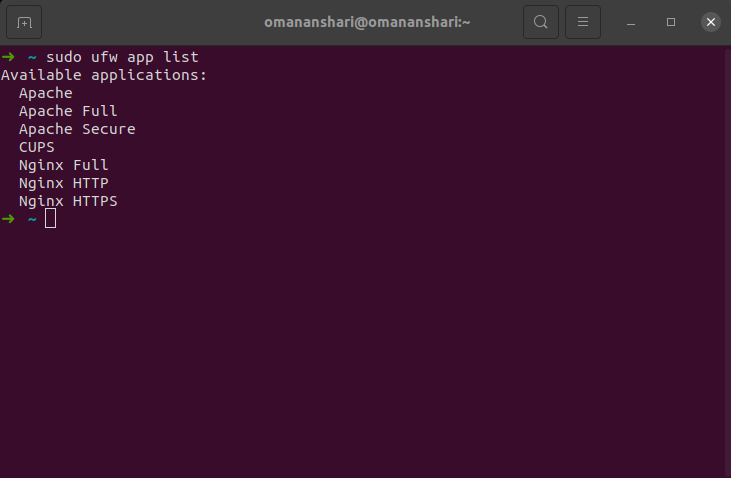 omananshari@omananshari:~
➜ ~ sudo ufw app list
Available applications:
  Apache
  Apache Full
  Apache Secure
  CUPS
  Nginx Full
  Nginx HTTP
  Nginx HTTPS
➜ ~